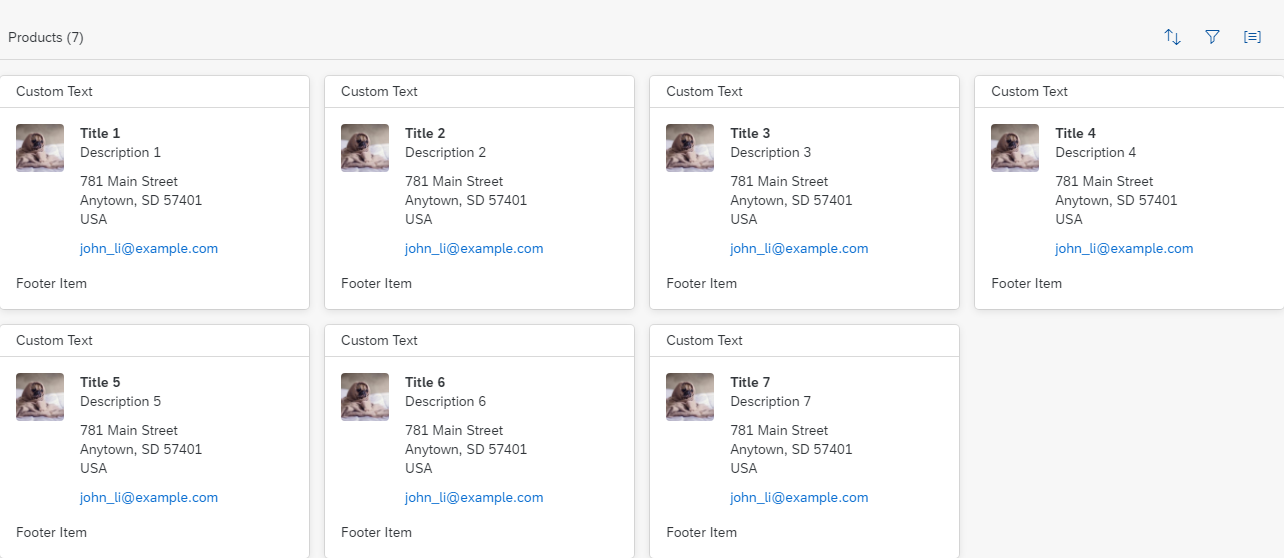 Products (7)
Custom Text
Title 1
Description 1
781 Main Street
Anytown, SD 57401
USA
john_li@example.com
Footer Item
Custom Text
Title 2
Description 2
781 Main Street
Anytown, SD 57401
USA
john_li@example.com
Footer Item
Custom Text
Title 3
Description 3
781 Main Street
Anytown, SD 57401
USA
john_li@example.com
Footer Item
Custom Text
Title 4
Description 4
781 Main Street
Anytown, SD 57401
USA
john_li@example.com
Footer Item
Custom Text
Title 5
Description 5
781 Main Street
Anytown, SD 57401
USA
john_li@example.com
Footer Item
Custom Text
Title 6
Description 6
781 Main Street
Anytown, SD 57401
USA
john_li@example.com
Footer Item
Custom Text
Title 7
Description 7
781 Main Street
Anytown, SD 57401
USA
john_li@example.com
Footer Item